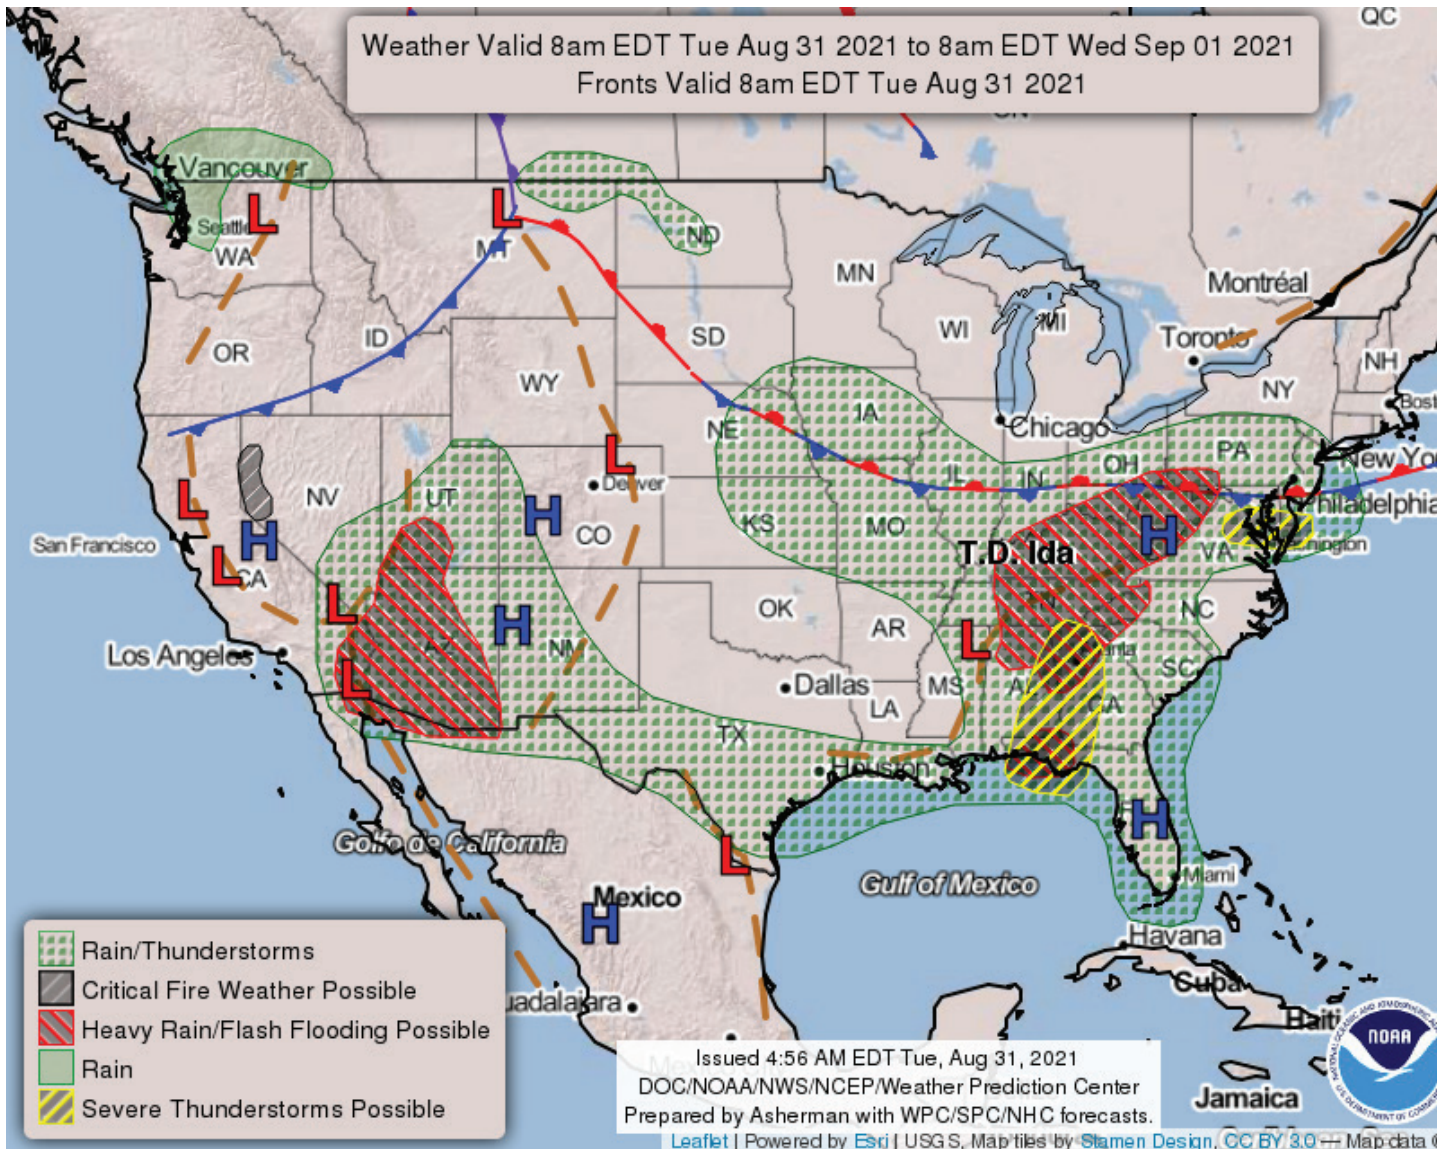 QC
Weather Valid 8am EDT Tue Aug 31 2021 to 8am EDT Wed Sep 01 2021
Fronts Valid 8am EDT Tue Aug 31 2021
Vancouver
L
L
Seattle
WA
MT
ND
MN
Montréal
OR
ID
SD
WI
MI
Toronto
NH
WY
NY
IA
NE
Chicago
PA
L
Denver
IL
IN
OH
New Yo
L
NV
UT
H
CO
KS
MO
H
VA
Philadelphia
San Francisco
H
T.D. Ida
L
CA
L
H
OK
AR
TN
NC
Los Angeles
AZ
NM
L
SC
L
Dallas
MS
LA
GA
TX
Houston
H
Golfo de California
L
Gulf of Mexico
Miami
Mexico
H
Havana
Cuba
Haiti
Rain/Thunderstorms
Critical Fire Weather Possible
Heavy Rain/Flash Flooding Possible
Rain
Severe Thunderstorms Possible
uadalajara
Issued 4:56 AM EDT Tue, Aug 31, 2021
DOC/NOAA/NWS/NCEP/Weather Prediction Center
Prepared by Asherman with WPC/SPC/NHC forecasts.
Jamaica
NOAA
Leaflet | Powered by Esri | USGS, Map tiles by Stamen Design, CC BY 3.0 — Map data ©